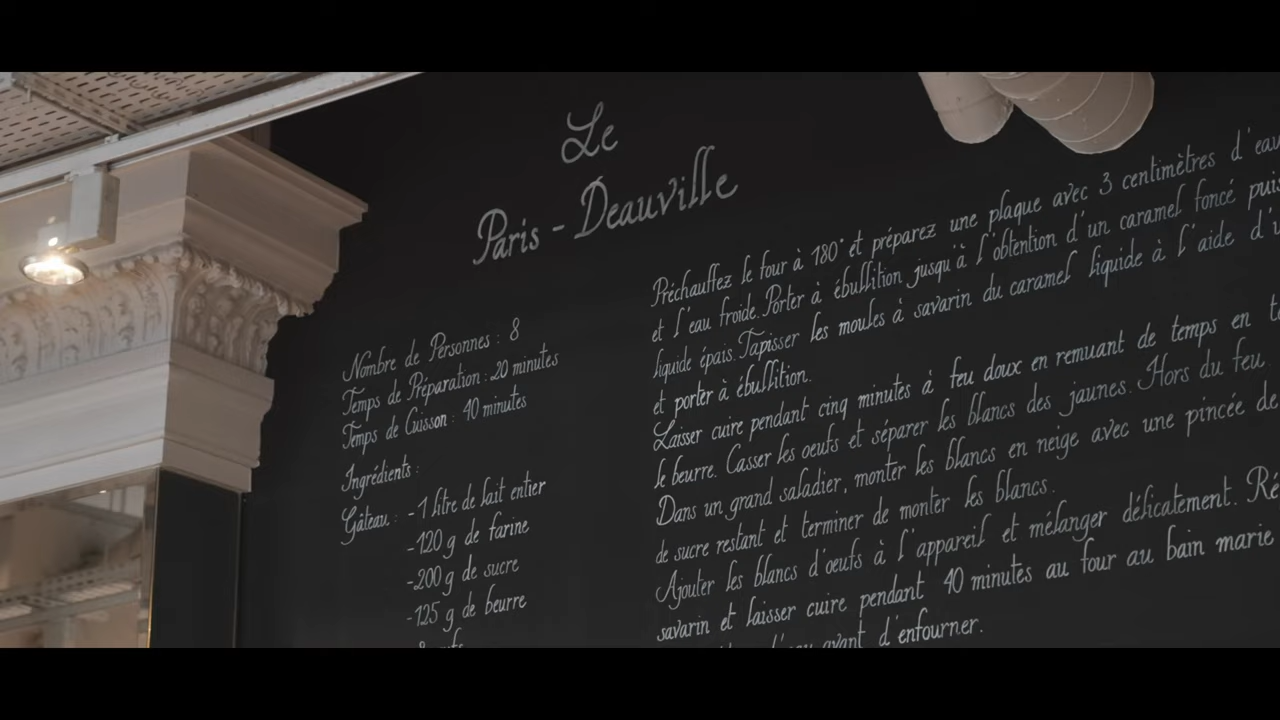 Le
Paris - Deauville
Nombre de Personnes : 8
Temps de Préparation : 20 minutes
Temps de Cuisson : 40 minutes
Ingrédients :
Gâteau : -1 litre de lait entier
-120 g de farine
-200 g de sucre
-125 g de beurre
Préchauffez le four à 180° et préparez une plaque avec 3 centimètres d'eau
et l'eau froide. Porter à ébullition jusqu'à l'obtention d'un caramel foncé puis
liquide épais. Tapisser les moules à savarin du caramel liquide à l'aide
et porter à ébullition.
Laisser cuire pendant cinq minutes à feu doux en remuant de temps en
le beurre. Casser les oeufs et séparer les blancs des jaunes. Hors du feu
Dans un grand saladier, monter les blancs en neige avec une pincée de
de sucre restant et terminer de monter les blancs.
Ajouter les blancs d'oeufs à l'appareil et mélanger délicatement.
savarin et laisser cuire pendant 40 minutes au four au bain marie
avant d'enfourner.